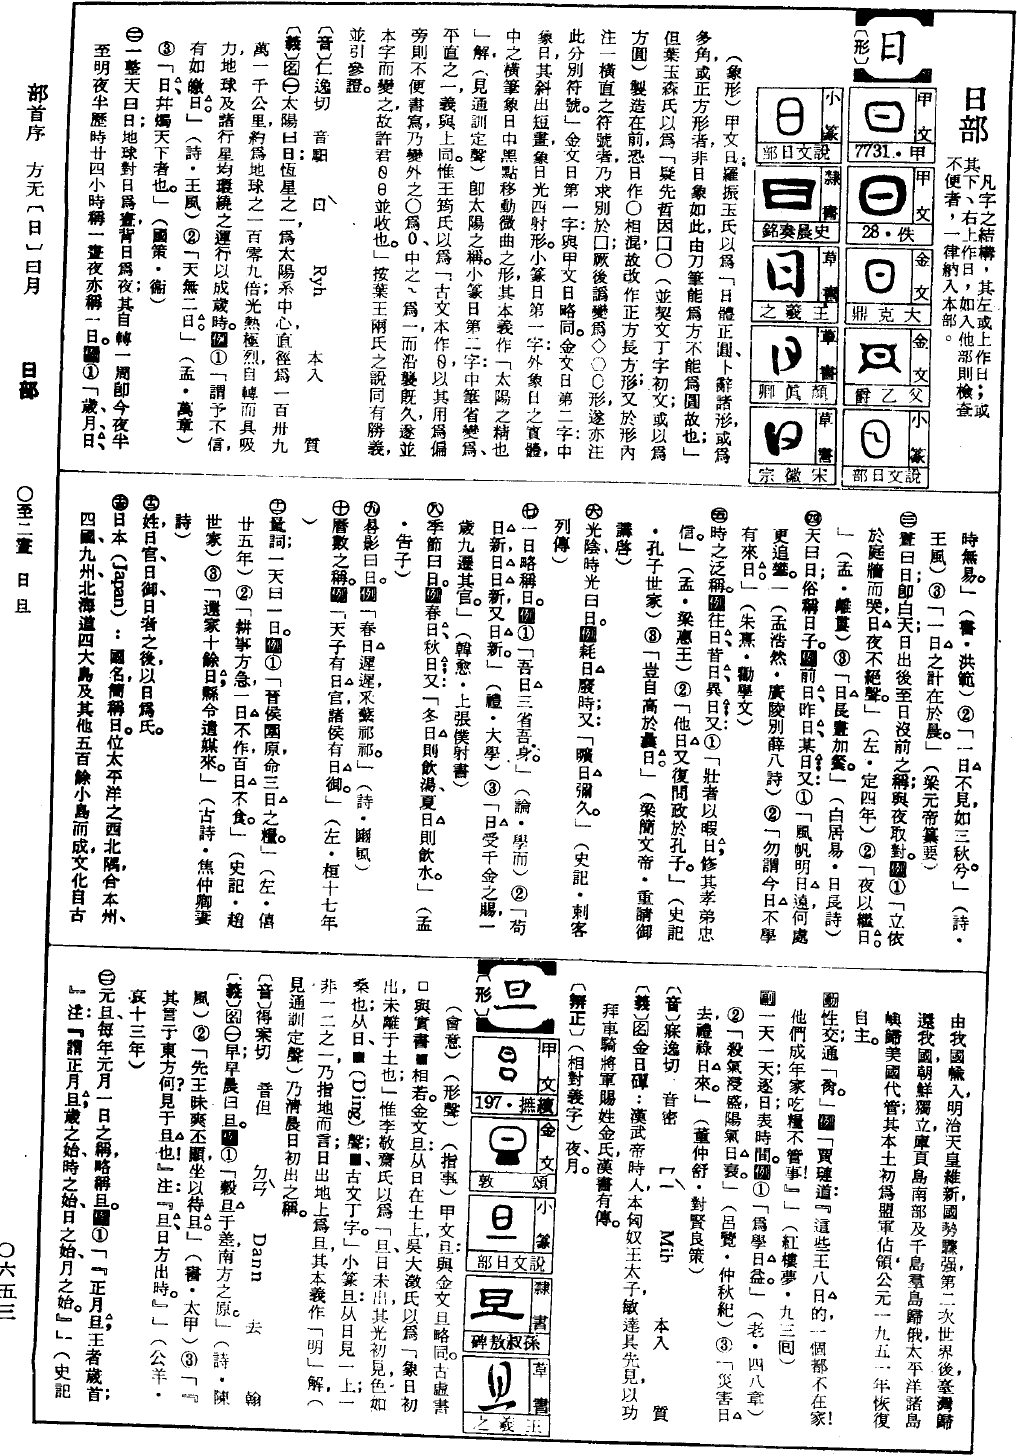 日部
凡字之結構，其左或上作日；或
其下、右上作日，如入他部則檢查
不便者，一律納入本部。
日
〔形〕
甲文
7731・甲
甲文
28・佚
金文
大克鼎
金文
父乙爵
小篆
說文日部
小篆
說文日部
隸書
史晨奏銘
草書
王羲之
草書
顏眞卿
草書
宋徽宗
（象形）甲文日，羅振玉氏以爲「日體正圓，卜辭諸形，或爲
多角或正方形者，非日象如此，由刀筆能爲方不能爲圓故也」
但葉玉森氏以爲「疑先哲因囗〇（並契文丁字初文，或以爲
方圓）製造在前，恐日作〇相混，故改作正方長方形，又於形內
注一橫直之符號者，乃求別於囗，厥後譌變爲◇〇〇形，遂亦注
此分別符號。」金文日第一字，與甲文日略同。金文日第二字，中
象日其斜出短畫，象日光四射形。小篆日第一字，外象日之實體，
中之橫筆，象日中黑點移動微曲之形，其本義作「太陽之精也
」解（見通訓定聲）卽太陽之稱。小篆日第二字，中筆省變爲
平直之一，義與上同。惟王筠氏以爲「古文本作⊙，以其用爲偏
旁則不便書寫，乃變外之〇爲0，中之丶爲一，而沿襲旣久，遂並
本字而變之，故許君日⊙並收也。」按葉王兩氏之說同有勝義，
並引參證。
〔音〕仁逸切 音馹 ㄖˋ Ryh 本入 質
〔義〕名㊀太陽曰日，恆星之一，爲太陽系中心，直徑爲一百卅九
萬一千公里，約爲地球之一百零九倍，光熱極烈，自轉而具吸
力，地球及諸行星均環繞之運行以成歲時。例①「謂予不信，
有如皦日。」（詩・王風）②「天無二日」（孟・萬章）
③「日幷燭天下者也。」（國策・衞）
㊁一整天曰日，地球對日爲晝，背日爲夜，其自轉一周卽今夜半
至明夜半歷時廿四小時稱一晝夜，亦稱一日。例①「歲、月、日、
時無易。」（書・洪範）②「一日不見，如三秋兮」（詩・
王風）③「一日之計在於晨。」（梁元帝纂要）
㊂晝曰日，卽白天，日出後至日沒前之稱，與夜取對。例①「立依
於庭牆而哭，日夜不絕聲。」（左・定四年）②「夜以繼日。
」（孟・離婁）③「日長晝加餐」（白居易・日長詩）
㊃天曰日，俗稱日子。例前日、昨日、某日；又①「風帆明日遠，何處
更追攀。」（孟浩然・廣陵別薛八詩）②「勿謂今日不學
有來日」（朱熹・勸學文）
㊄時之泛稱。例往日、昔日、異日；又①「壯者以暇日修其孝弟忠
信。」（孟・梁惠王）②「他日又復問政於孔子。」（史記
・孔子世家）③「豈自高於曩日。」（梁簡文帝・重請御
講啓）
㊅光陰時光曰日。例耗日廢時；又「曠日彌久。」（史記・刺客
列傳）
㊆一日略稱日。例①「吾日三省吾身。」（論・學而）②「苟
日新，日日新，又日新」（禮・大學）③「日受千金之賜，一
歲九遷其官」（韓愈・上張僕射書）
㊇季節曰日。例春日、秋日；又「冬日則飲湯，夏日則飲水。」（孟
・告子）
㊈日影曰日。例「春日遲遲，采蘩祁祁。」（詩・豳風）
㊉曆數之稱。例「天子有日官，諸侯有日御。」（左・桓十七年
）
⑪量詞，一天曰一日。例①「晉侯圍原，命三日之糧。」（左・僖
廿五年）②「耕事方急，一日不作，百日不食。」（史記・趙
世家）③「還家十餘日，縣令遣媒來。」（古詩・焦仲卿妻
詩）
⑫姓，日官、日御日者之後，以日爲氏。
⑬日本（Japan）：國名，簡稱日，位太平洋之西北隅，合本州、
四國、九州、北海道四大島及其他五百餘小島而成，文化自古
由我國輸入，明治天皇維新，國勢驟强，第二次世界後臺灣歸
還我國，朝鮮獨立，庫頁島南部及千島羣島歸俄，太平洋諸島
嶼歸美國代管，其本土初爲盟軍佔領，公元一九五一年恢復
自主。
動性交通「肏」例「賈璉道：『這些王八日的，一個都不在家！
他們成年家吃糧不管事！』」（紅樓夢・九三囘）
副一天一天，逐日，表時間。例①「爲學日益。」（老・四八章）
②「殺氣浸盛，陽氣日衰。」（呂覽・仲秋紀）③「災害日
去，禮祿日來。」（董仲舒・對賢良策）
〔音〕寐逸切 音密 ㄇㄧˋ Mih 本入 質
〔義〕名金日磾：漢武帝時人，本匈奴王太子，敏達具先見，以功
拜車騎將軍，賜姓金氏，漢書有傳。
〔辨正〕（相對義字）夜、月。
旦
〔形〕
甲文
197・摭續
金文
頌敦
小篆
說文日部
隸書
孫叔敖碑
草書
王羲之
（會意）（形聲）（指事）甲文旦與金文旦略同。古虛書
口與實書■相若。金文旦从日在土上，吳大澂氏以爲「象日初
出未離于土也」惟李敬齋氏以爲「旦，日未出其光初見，色如
桑也，从日■（Ding）聲，■古文丁字」小篆旦从日見一上，一
非一二之一，乃指地而言，日出地上爲旦，其本義作「明」解（
見通訓定聲）乃清晨日初出之稱。
〔音〕得案切 音但 ㄉㄢˋ Dann 去 翰
〔義〕名㊀早，早晨曰旦。例①「穀旦于差，南方之原」（詩・陳
風）②「先王昧爽丕顯，坐以待旦。」（書・太甲）③「『
其言于東方何？見于旦也！』注：『旦，日方出時。』」（公羊・
哀十三年）
㊁元旦，每年元月一日之稱，略稱旦。例①「『正月旦，王者歲首；
』注：『謂正月旦歲之始，時之始，日之始，月之始。』」（史記
部首序 方无〔日〕曰月 日部 〇至二畫 日 旦 〇六五三